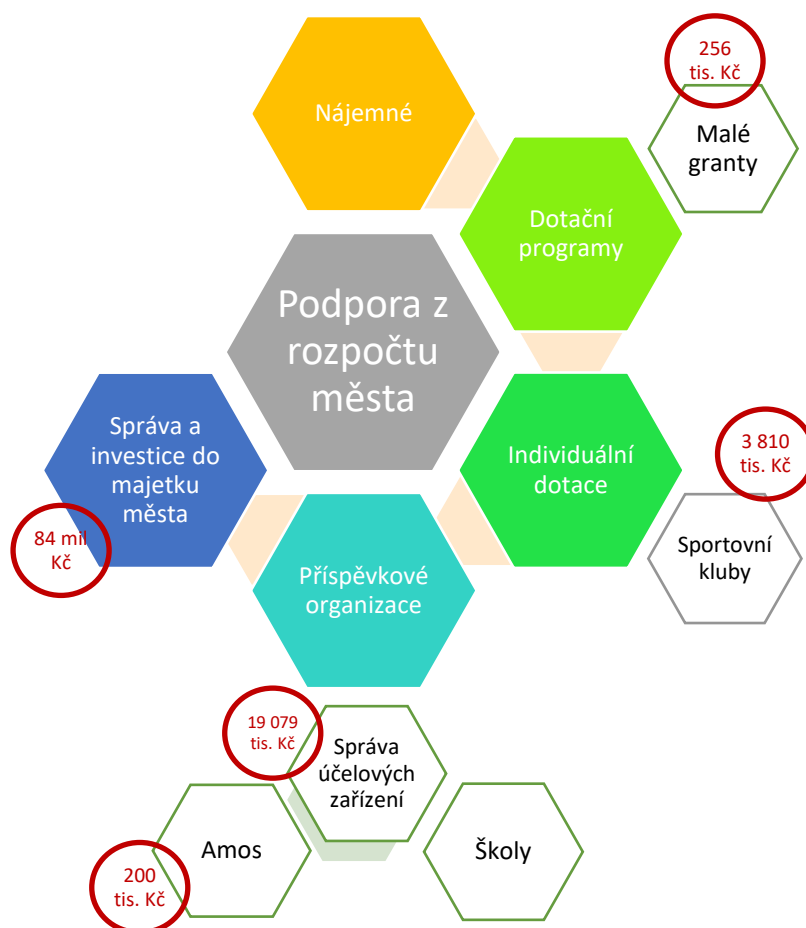 256
tis. Kč
Nájemné
Malé
granty
Dotační
programy
Podpora z
rozpočtu
města
Správa a
investice do
majetku
města
84 mil
Kč
Individuální
dotace
3 810
tis. Kč
Sportovní
kluby
Příspěvkové
organizace
19 079
tis. Kč
Správa
účelových
zařízení
Amos
200
tis. Kč
Školy